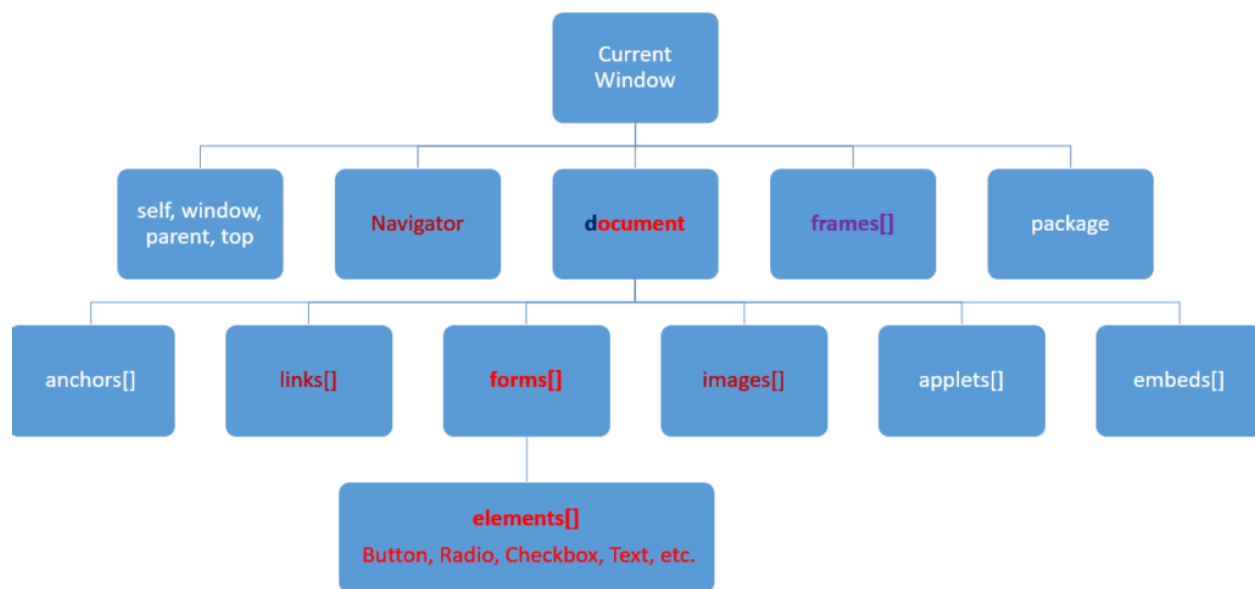 Current
Window
self, window,
parent, top
Navigator
document
frames[]
package
anchors[]
links[]
forms[]
images[]
applets[]
embeds[]
elements[]
Button, Radio, Checkbox, Text, etc.